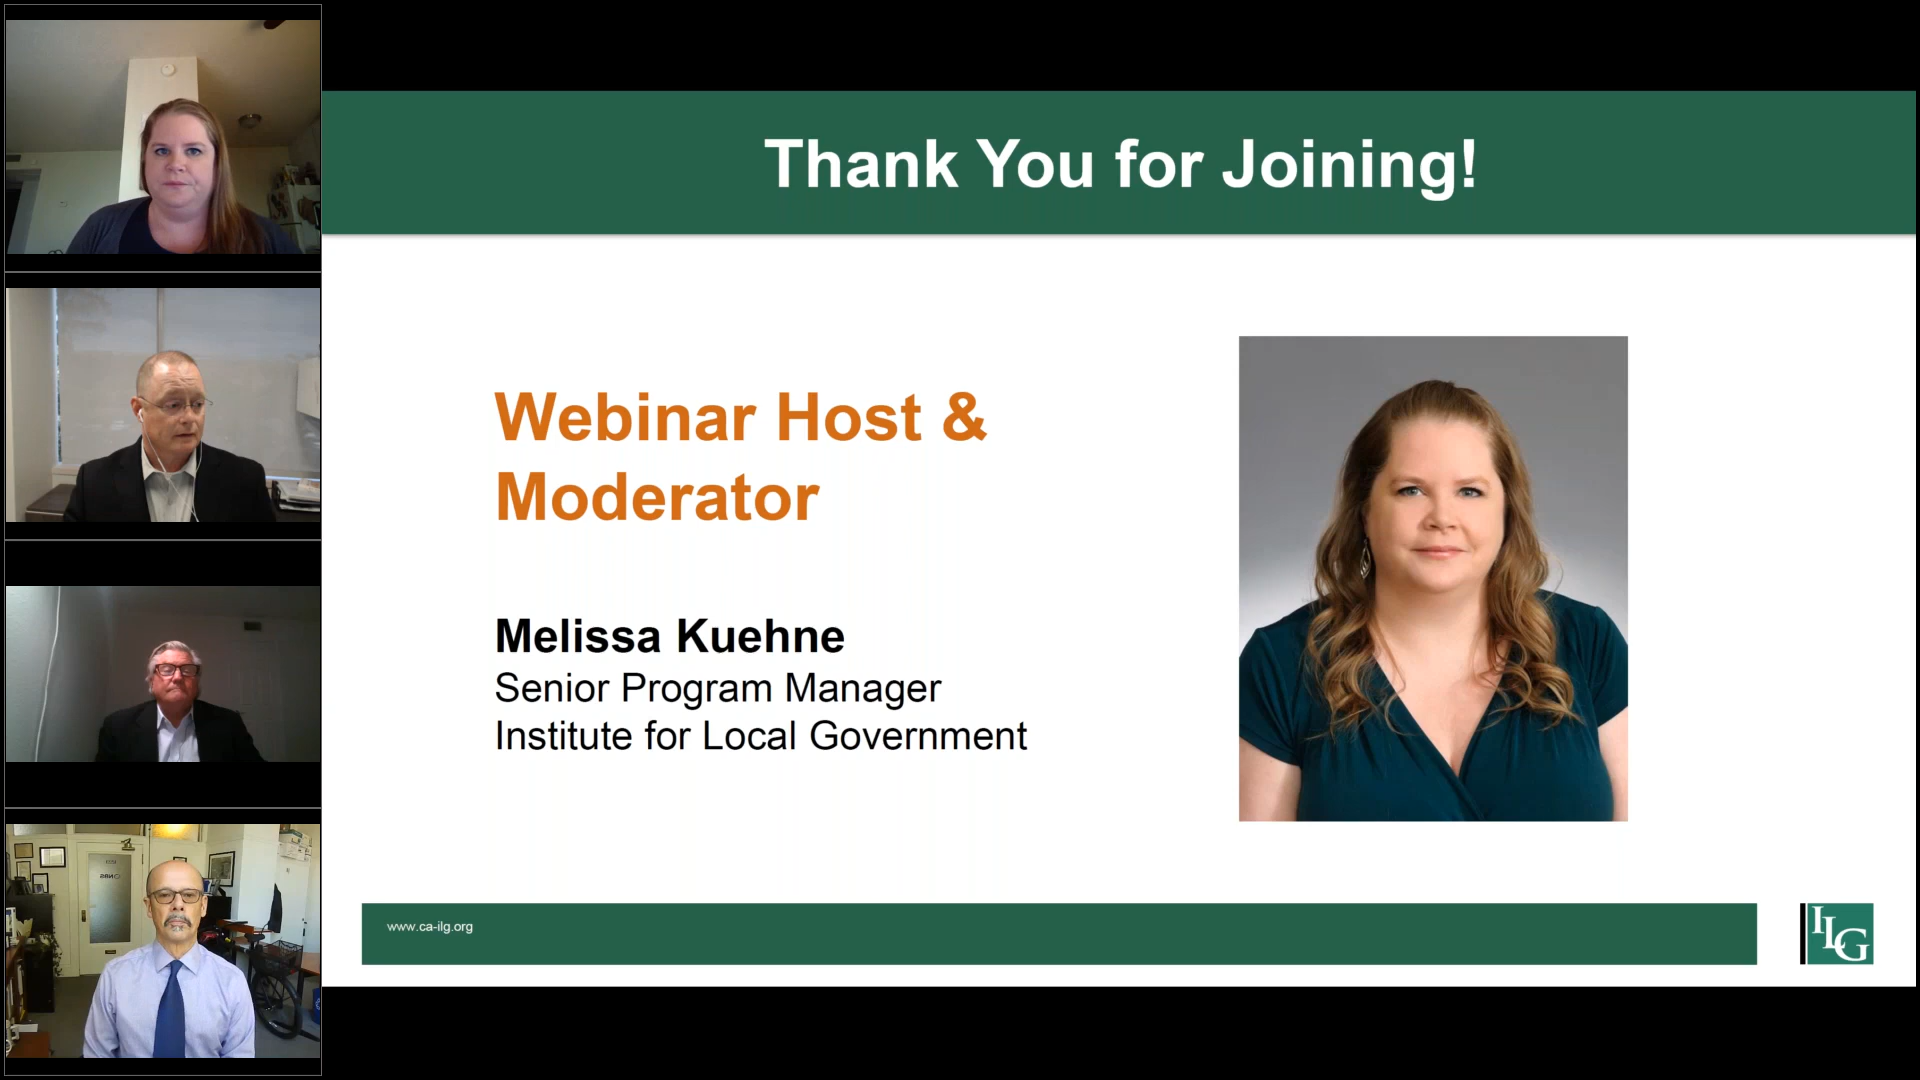 Thank You for Joining!
Webinar Host &
Moderator
Melissa Kuehne
Senior Program Manager
Institute for Local Government
www.ca-ilg.org
ILG
NBS